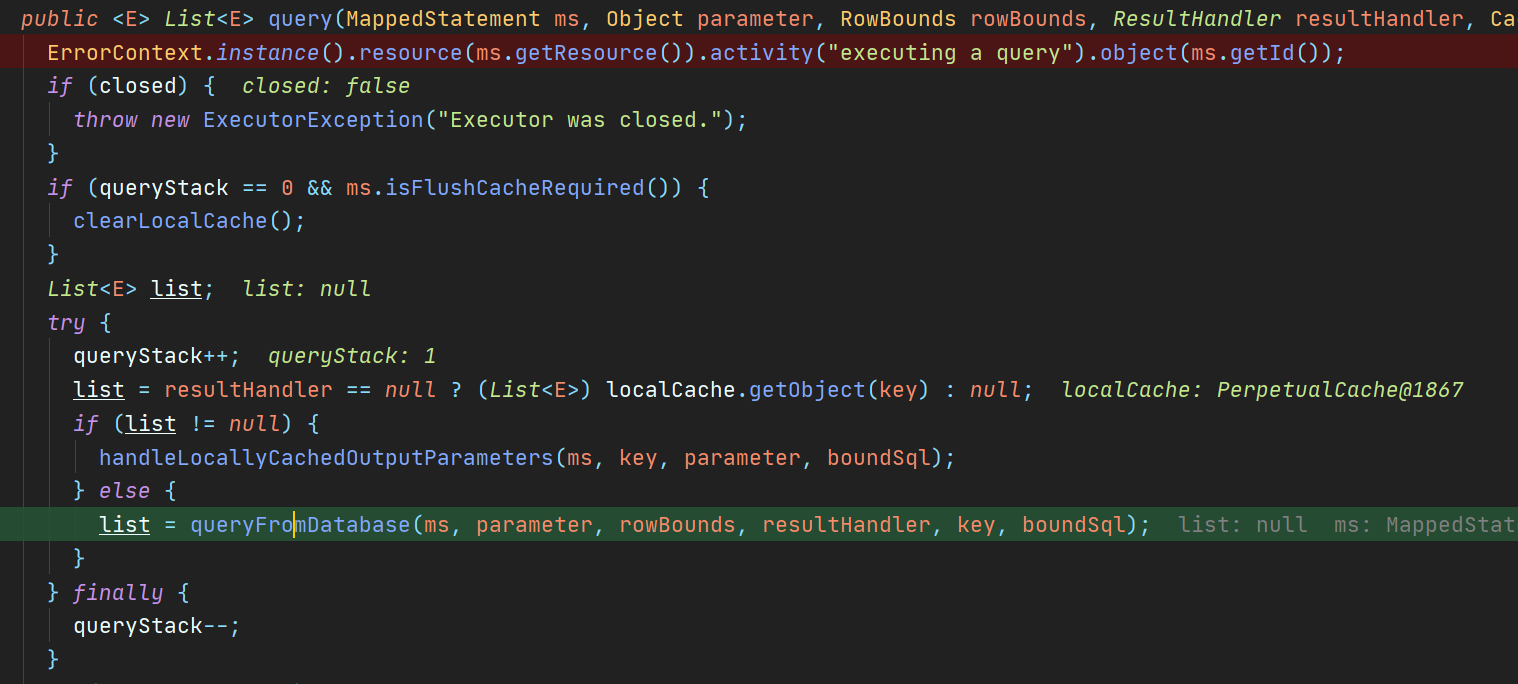 public <E> List<E> query(MappedStatement ms, Object parameter, RowBounds rowBounds, ResultHandler resultHandler, Ca
ErrorContext.instance().resource(ms.getResource()).activity("executing a query").object(ms.getId());
if (closed) {  closed: false
throw new ExecutorException("Executor was closed.");
}
if (queryStack == 0 && ms.isFlushCacheRequired()) {
clearLocalCache();
}
List<E> list;  list: null
try {
queryStack++;  queryStack: 1
list = resultHandler == null ? (List<E>) localCache.getObject(key) : null;  localCache: PerpetualCache@1867
if (list != null) {
handleLocallyCachedOutputParameters(ms, key, parameter, boundSql);
} else {
list = queryFromDatabase(ms, parameter, rowBounds, resultHandler, key, boundSql);  list: null  ms: MappedStat
}
} finally {
queryStack--;
}